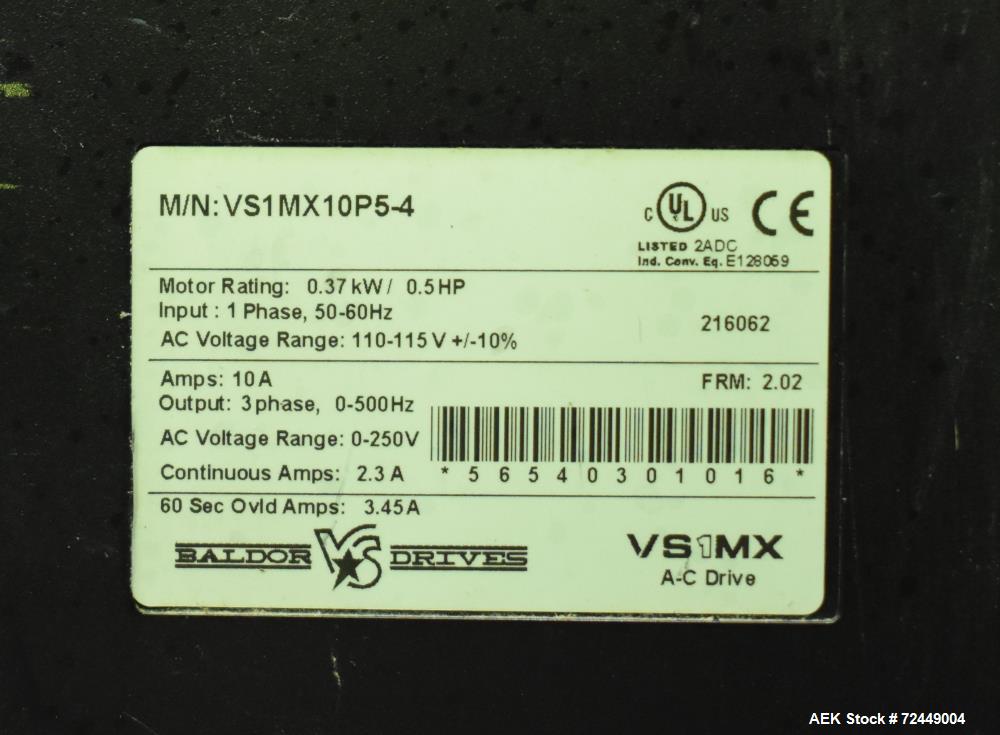 M/N: VS1MX10P5-4
C UL US CE
LISTED 2ADC
Ind. Conv. Eq. E128059
Motor Rating: 0.37 kW / 0.5 HP
Input : 1 Phase, 50-60Hz
216062
AC Voltage Range: 110-115 V +/-10%
Amps: 10 A
FRM: 2.02
Output: 3 phase, 0-500Hz
AC Voltage Range: 0-250V
Continuous Amps: 2.3 A
* 5 6 5 4 0 3 0 1 0 1 6 *
60 Sec Ovld Amps: 3.45 A
BALDOR VS DRIVES
VS1MX
A-C Drive
AEK Stock # 72449004